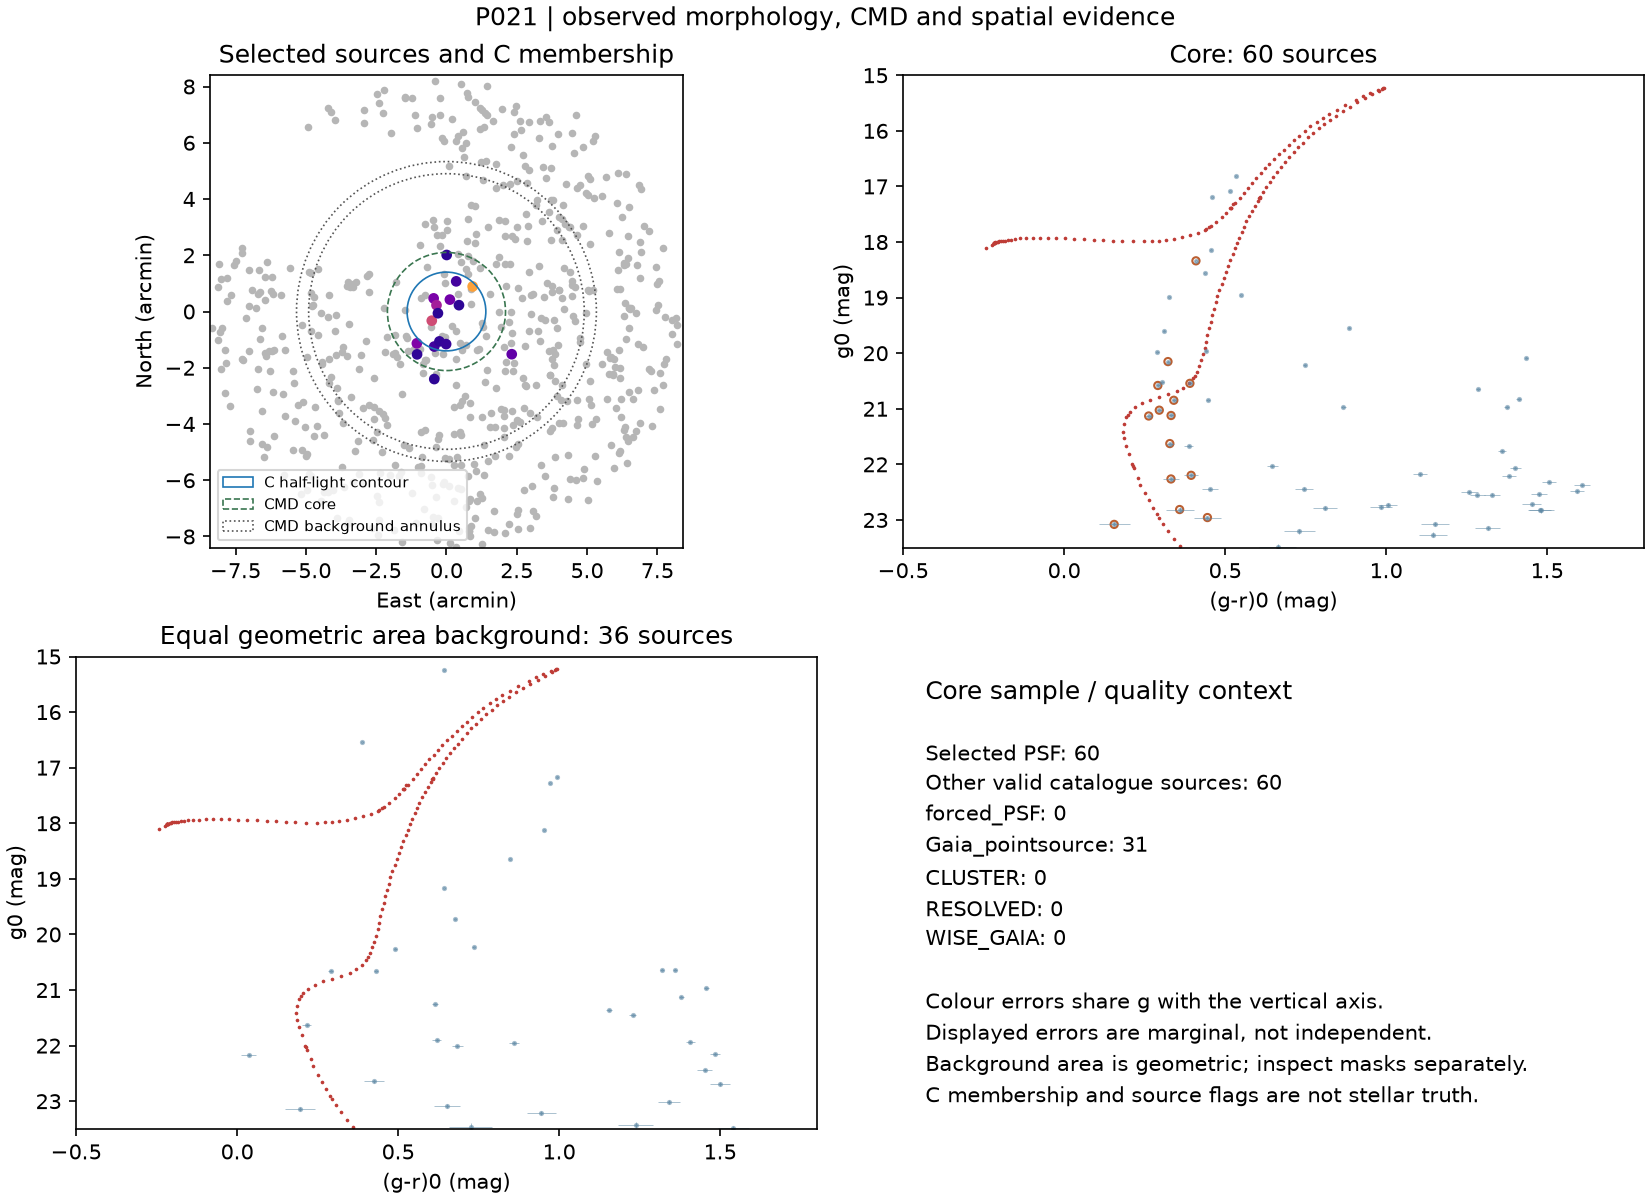 P021 | observed morphology, CMD and spatial evidence
Selected sources and C membership
8
6
4
2
0
−2
−4
−6
−8
North (arcmin)
C half-light contour
CMD core
CMD background annulus
−7.5 −5.0 −2.5 0.0 2.5 5.0 7.5
East (arcmin)
Core: 60 sources
15
16
17
18
19
20
21
22
23
g0 (mag)
−0.5 0.0 0.5 1.0 1.5
(g-r)0 (mag)
Equal geometric area background: 36 sources
15
16
17
18
19
20
21
22
23
g0 (mag)
−0.5 0.0 0.5 1.0 1.5
(g-r)0 (mag)
Core sample / quality context
Selected PSF: 60
Other valid catalogue sources: 60
forced_PSF: 0
Gaia_pointsource: 31
CLUSTER: 0
RESOLVED: 0
WISE_GAIA: 0
Colour errors share g with the vertical axis.
Displayed errors are marginal, not independent.
Background area is geometric; inspect masks separately.
C membership and source flags are not stellar truth.